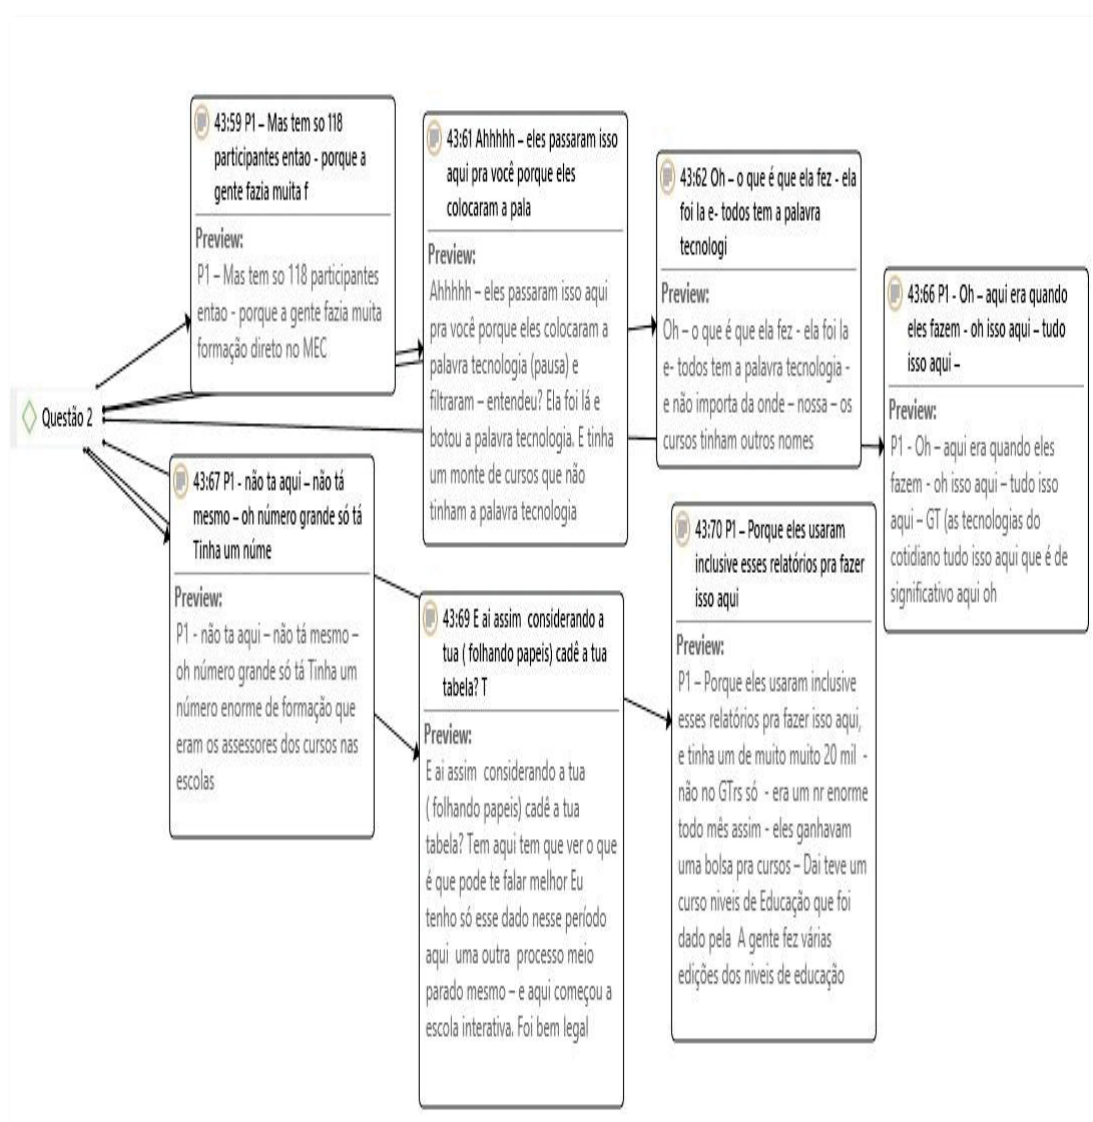 Questão 2
43:59 P1 – Mas tem so 118
participantes entao - porque a
gente fazia muita f
Preview:
P1 – Mas tem so 118 participantes
entao - porque a gente fazia muita
formação direto no MEC
43:61 Ahhhhh – eles passaram isso
aqui pra você porque eles
colocaram a pala
Preview:
Ahhhhh – eles passaram isso aqui
pra você porque eles colocaram a
palavra tecnologia (pausa) e
filtraram – entendeu? Ela foi lá e
botou a palavra tecnologia. E tinha
um monte de cursos que não
tinham a palavra tecnologia
43:62 Oh – o que é que ela fez - ela
foi la e- todos tem a palavra
tecnologi
Preview:
Oh – o que é que ela fez - ela foi la
e- todos tem a palavra tecnologia -
e não importa da onde – nossa – os
cursos tinham outros nomes
43:66 P1 - Oh – aqui era quando
eles fazem - oh isso aqui – tudo
isso aqui –
Preview:
P1 - Oh – aqui era quando eles
fazem - oh isso aqui – tudo isso
aqui – GT (as tecnologias do
cotidiano tudo isso aqui que é de
significativo aqui oh
43:67 P1 - não ta aqui – não tá
mesmo – oh número grande só tá
Tinha um núme
Preview:
P1 - não ta aqui – não tá mesmo –
oh número grande só tá Tinha um
número enorme de formação que
eram os assessores dos cursos nas
escolas
43:69 E ai assim  considerando a
tua ( folhando papeis) cadê a tua
tabela? T
Preview:
E ai assim  considerando a tua
( folhando papeis) cadê a tua
tabela? Tem aqui tem que ver o que
é que pode te falar melhor Eu
tenho só esse dado nesse período
aqui  uma outra  processo meio
parado mesmo – e aqui começou a
escola interativa. Foi bem legal
43:70 P1 – Porque eles usaram
inclusive esses relatórios pra fazer
isso aqui
Preview:
P1 – Porque eles usaram inclusive
esses relatórios pra fazer isso aqui,
e tinha um de muito muito 20 mil  -
não no GTrs só  - era um nr enorme
todo mês assim - eles ganhavam
uma bolsa pra cursos – Dai teve um
curso niveis de Educação que foi
dado pela  A gente fez várias
edições dos niveis de educação